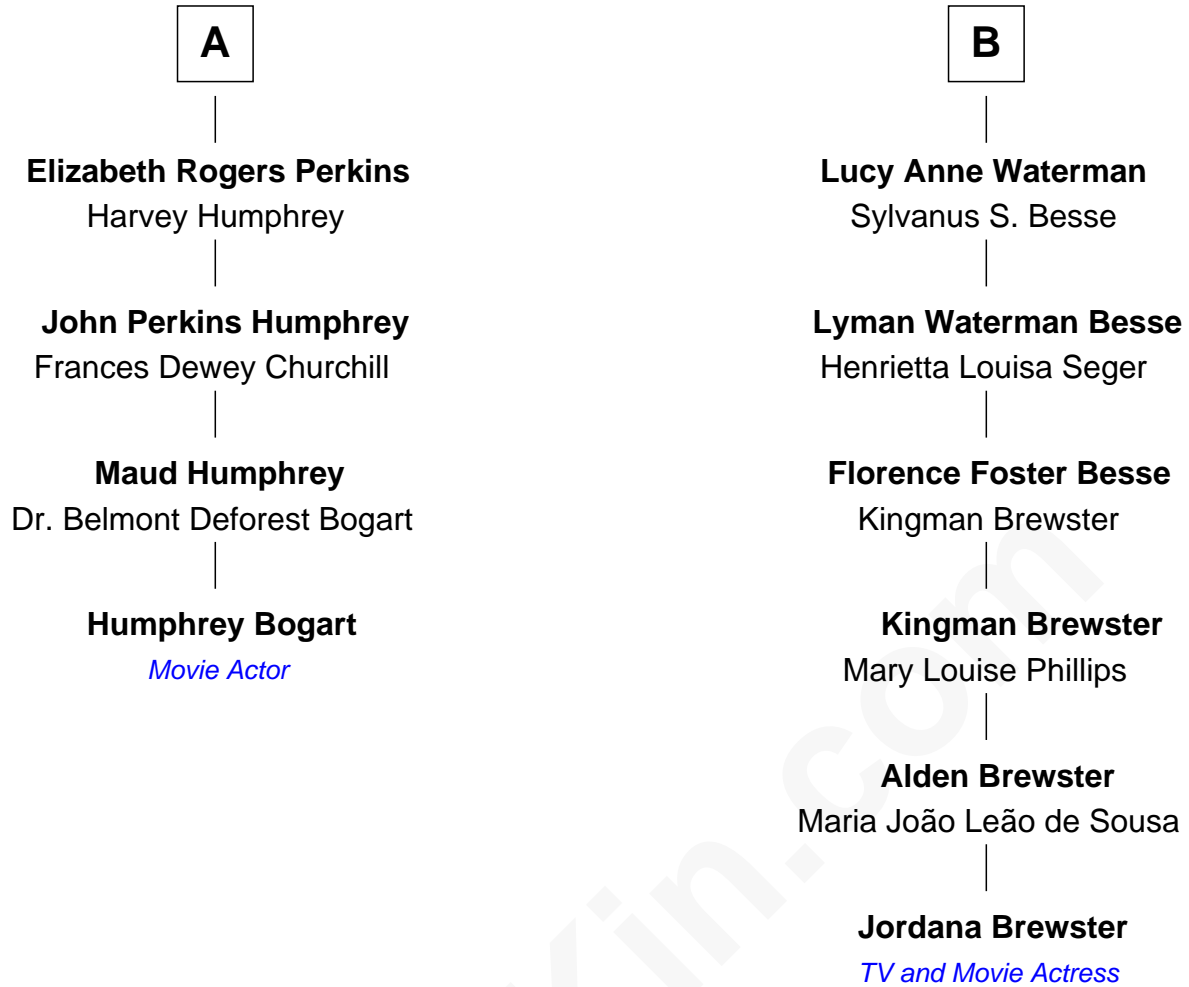 A
Elizabeth Rogers Perkins
Harvey Humphrey
John Perkins Humphrey
Frances Dewey Churchill
Maud Humphrey
Dr. Belmont Deforest Bogart
Humphrey Bogart
Movie Actor
B
Lucy Anne Waterman
Sylvanus S. Besse
Lyman Waterman Besse
Henrietta Louisa Seger
Florence Foster Besse
Kingman Brewster
Kingman Brewster
Mary Louise Phillips
Alden Brewster
Maria João Leão de Sousa
Jordana Brewster
TV and Movie Actress